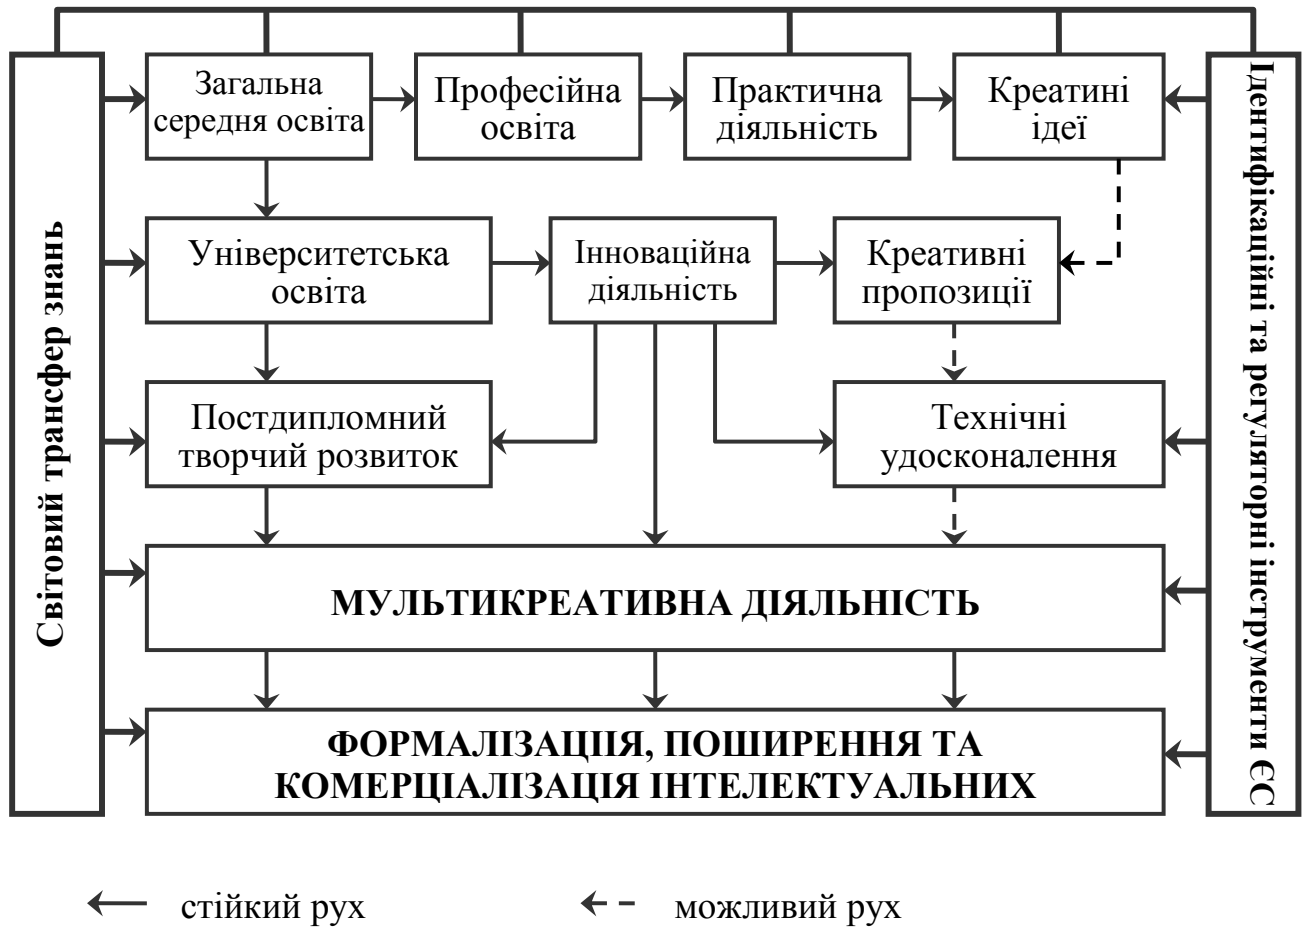 Світовий трансфер знань
Загальна
середня освіта
Професійна
освіта
Практична
діяльність
Креатині
ідеї
Ідентифікаційні та регуляторні інструменти ЄС
Університетська
освіта
Інноваційна
діяльність
Креативні
пропозиції
Постдипломний
творчий розвиток
Технічні
удосконалення
МУЛЬТИКРЕАТИВНА ДІЯЛЬНІСТЬ
ФОРМАЛІЗАЦІІЯ, ПОШИРЕННЯ ТА
КОМЕРЦІАЛІЗАЦІЯ ІНТЕЛЕКТУАЛЬНИХ
стійкий рух
можливий рух